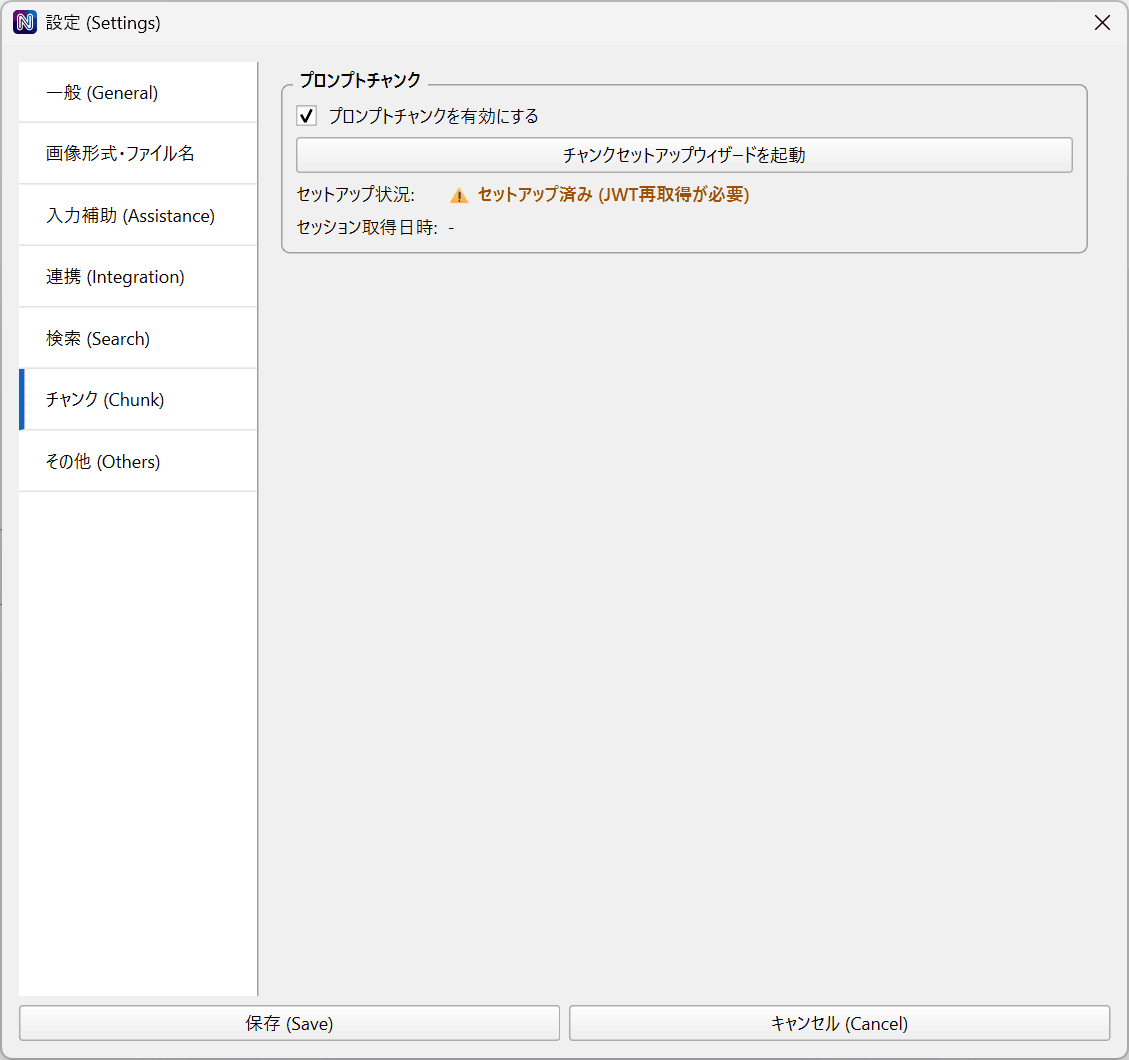 設定 (Settings)
一般 (General)
画像形式・ファイル名
入力補助 (Assistance)
連携 (Integration)
検索 (Search)
チャンク (Chunk)
その他 (Others)
プロンプトチャンク
プロンプトチャンクを有効にする
チャンクセットアップウィザードを起動
セットアップ状況: セットアップ済み (JWT再取得が必要)
セッション取得日時: -
保存 (Save)
キャンセル (Cancel)